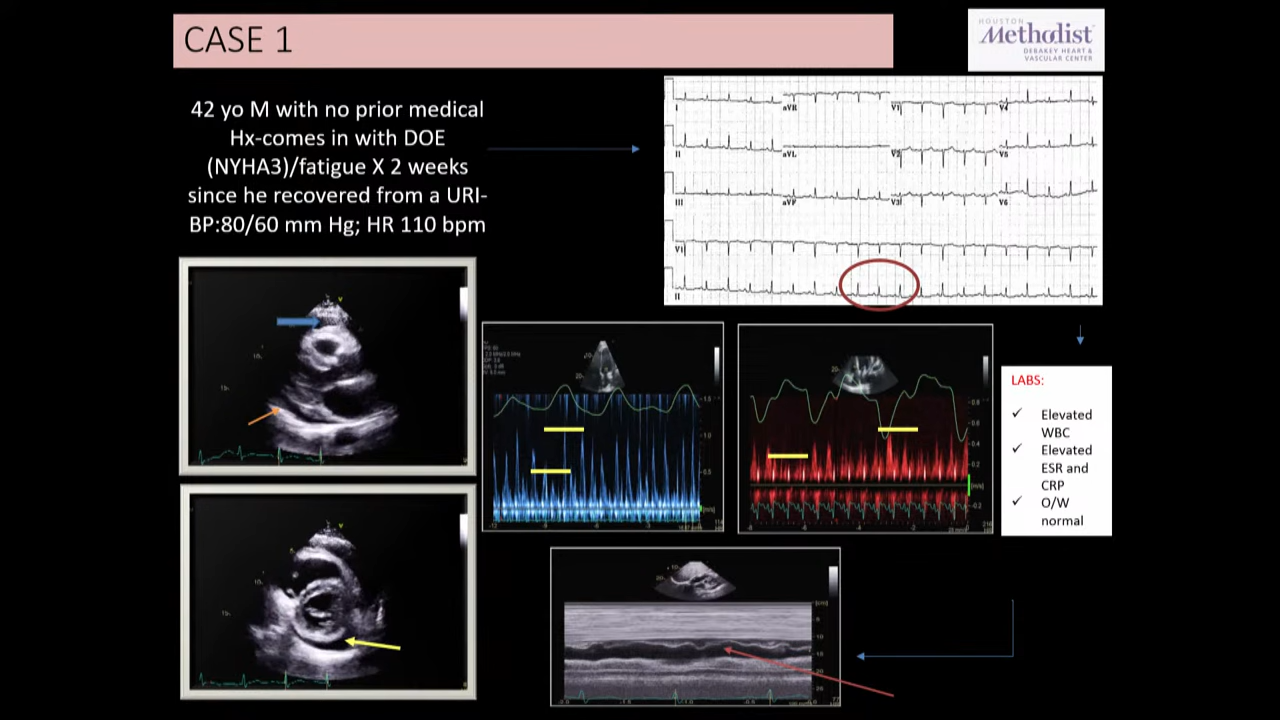 CASE 1
HOUSTON
Methodist
DEBAKEY HEART &
VASCULAR CENTER
42 yo M with no prior medical
Hx-comes in with DOE
(NYHA3)/fatigue X 2 weeks
since he recovered from a URI-
BP:80/60 mm Hg; HR 110 bpm
I aVR V1 V4
II aVL V2 V5
III aVF V3 V6
V1
II
LABS:
✓ Elevated
WBC
✓ Elevated
ESR and
CRP
✓ O/W
normal